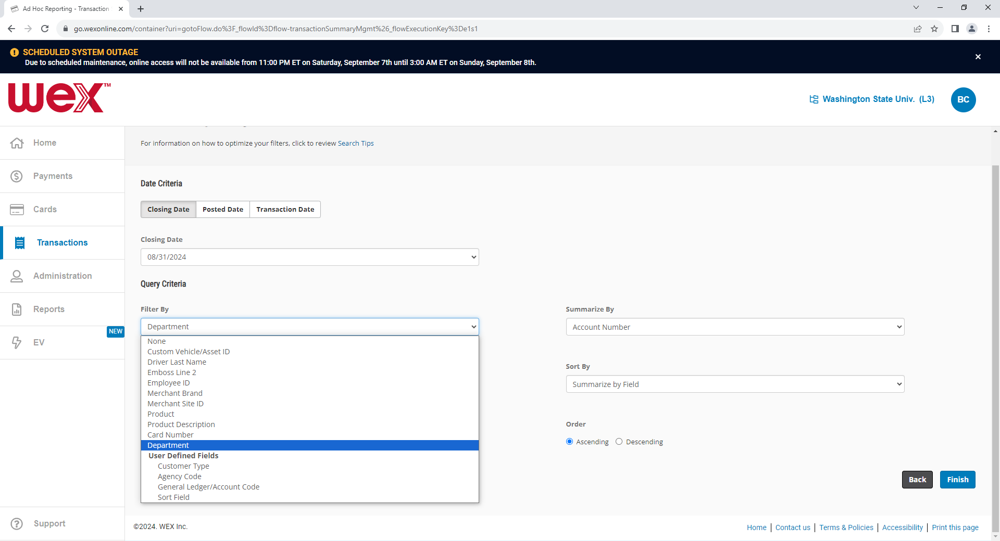 Ad Hoc Reporting - Transaction
go.wexonline.com/container?uri=gotoFlow.do%3F_flowId%3Dflow-transactionSummaryMgmt%26_flowExecutionKey%3De1s1
SCHEDULED SYSTEM OUTAGE
Due to scheduled maintenance, online access will not be available from 11:00 PM ET on Saturday, September 7th until 3:00 AM ET on Sunday, September 8th.
wex™
Washington State Univ. (L3)
BC
Home
Payments
Cards
Transactions
Administration
Reports
NEW
EV
Support
For information on how to optimize your filters, click to review Search Tips
Date Criteria
Closing Date Posted Date Transaction Date
Closing Date
08/31/2024
Query Criteria
Filter By
Department
None
Custom Vehicle/Asset ID
Driver Last Name
Emboss Line 2
Employee ID
Merchant Brand
Merchant Site ID
Product
Product Description
Card Number
Department
User Defined Fields
Customer Type
Agency Code
General Ledger/Account Code
Sort Field
Summarize By
Account Number
Sort By
Summarize by Field
Order
Ascending Descending
Back Finish
©2024. WEX Inc.
Home | Contact us | Terms & Policies | Accessibility | Print this page